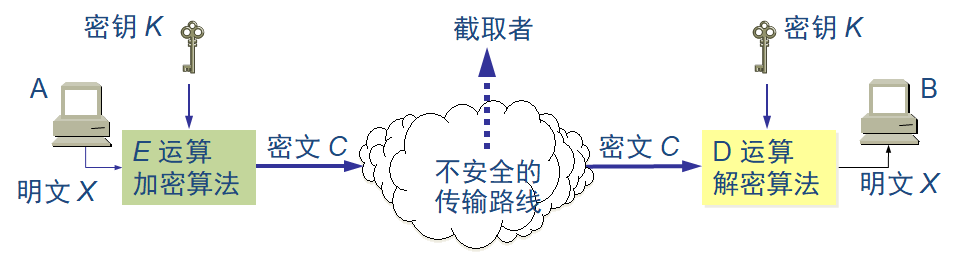 密钥 K
截取者
密钥 K
A
B
E 运算
加密算法
密文 C
不安全的
传输路线
密文 C
D 运算
解密算法
明文 X
明文 X